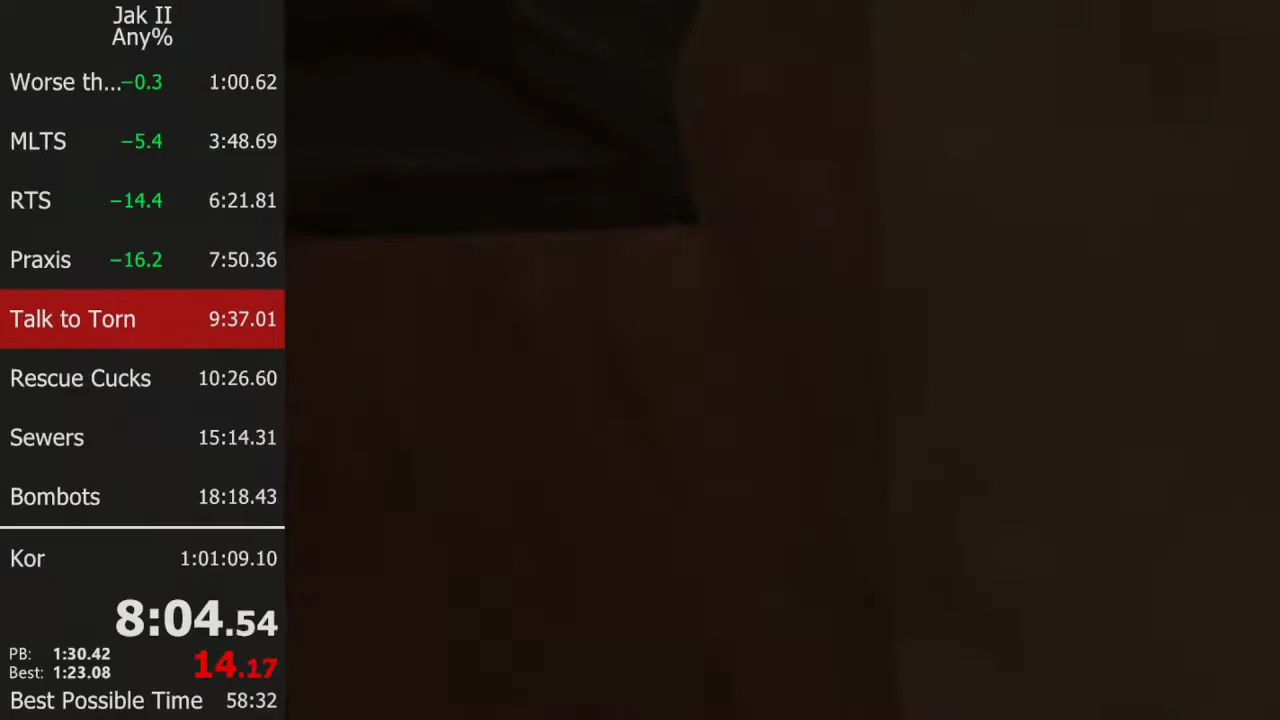 Jak II
Any%
Worse th... −0.3 1:00.62
MLTS −5.4 3:48.69
RTS −14.4 6:21.81
Praxis −16.2 7:50.36
Talk to Torn 9:37.01
Rescue Cucks 10:26.60
Sewers 15:14.31
Bombots 18:18.43
Kor 1:01:09.10
8:04.54
PB: 1:30.42
Best: 1:23.08
14.17
Best Possible Time 58:32